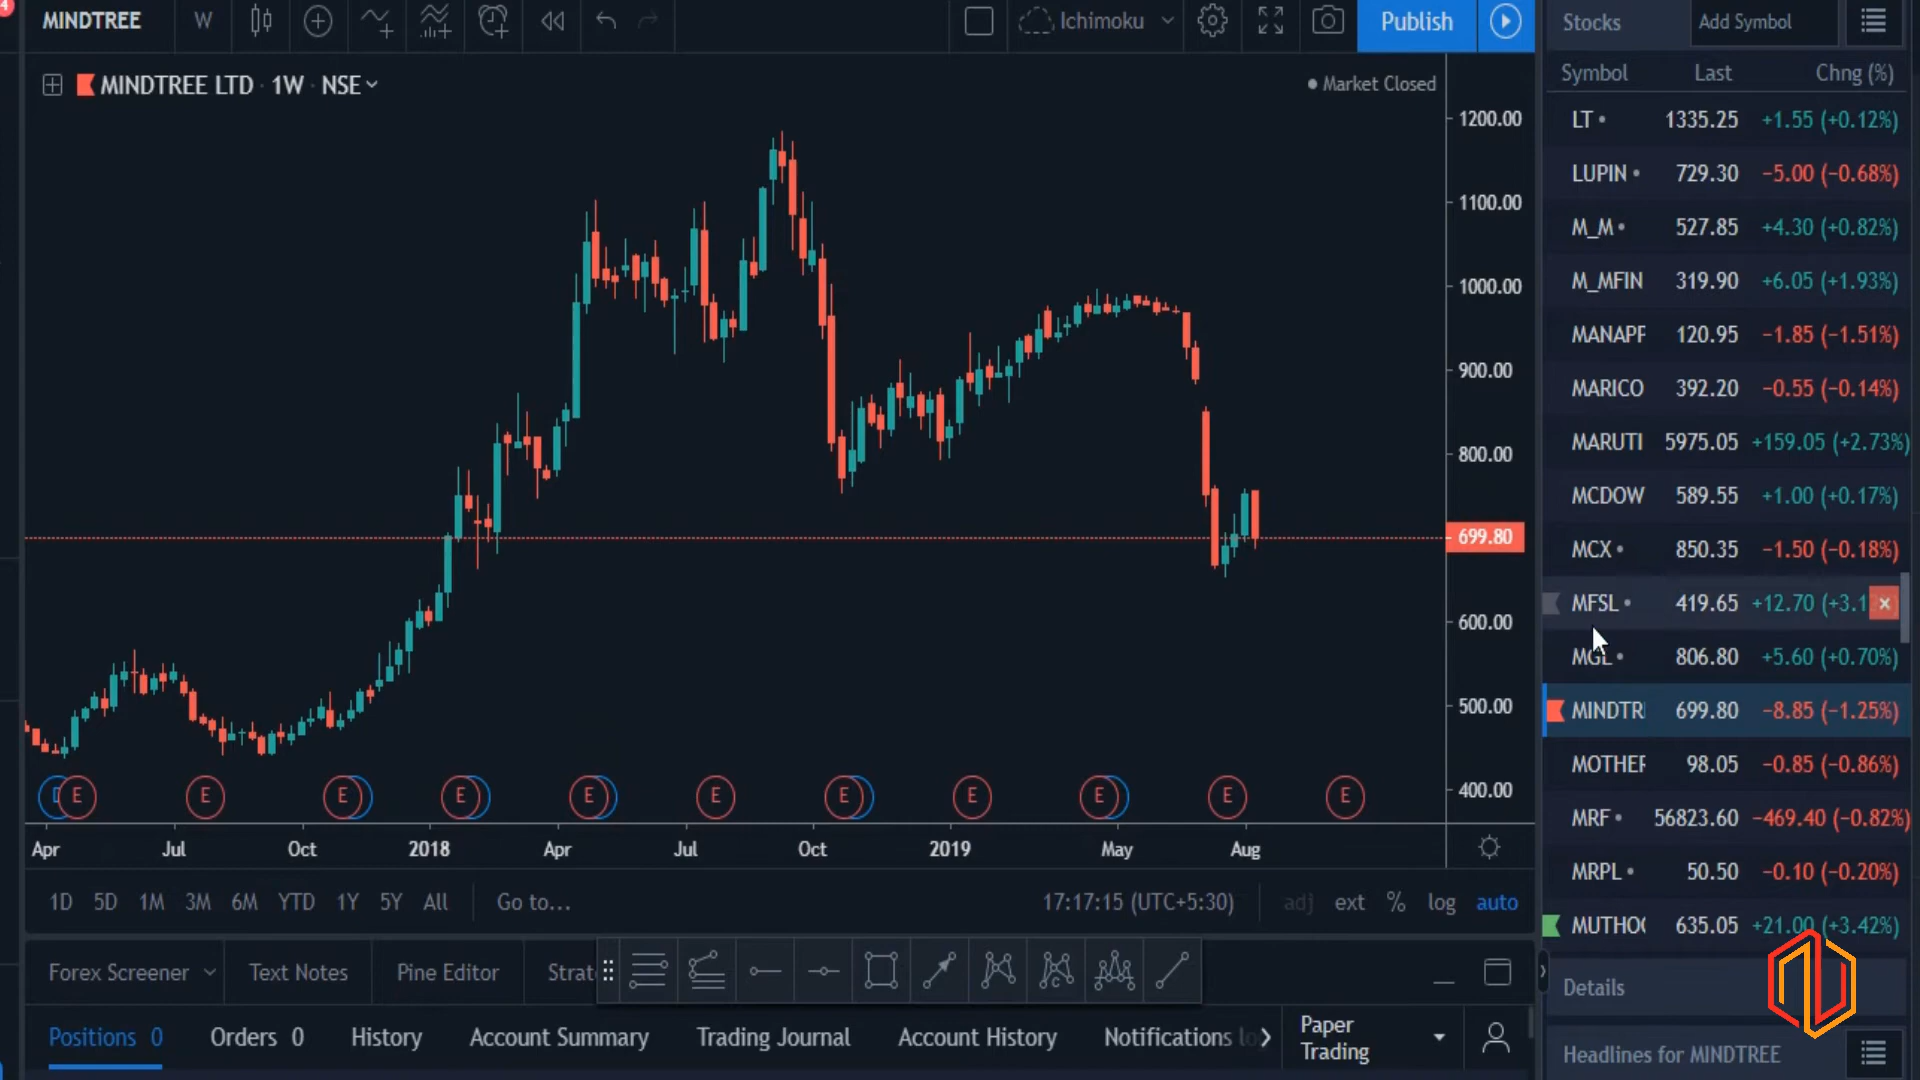 4
MINDTREE W Ichimoku Publish
Stocks Add Symbol
MINDTREE LTD · 1W · NSE
Market Closed
Symbol Last Chng (%)
LT 1335.25 +1.55 (+0.12%)
LUPIN 729.30 −5.00 (−0.68%)
M_M 527.85 +4.30 (+0.82%)
M_MFIN 319.90 +6.05 (+1.93%)
MANAPF 120.95 −1.85 (−1.51%)
MARICO 392.20 −0.55 (−0.14%)
MARUTI 5975.05 +159.05 (+2.73%)
MCDOW 589.55 +1.00 (+0.17%)
MCX 850.35 −1.50 (−0.18%)
MFSL 419.65 +12.70 (+3.1
MGL 806.80 +5.60 (+0.70%)
MINDTRI 699.80 −8.85 (−1.25%)
MOTHEF 98.05 −0.85 (−0.86%)
MRF 56823.60 −469.40 (−0.82%)
MRPL 50.50 −0.10 (−0.20%)
MUTHO( 635.05 +21.00 (+3.42%)
Details
Headlines for MINDTREE
1200.00
1100.00
1000.00
900.00
800.00
699.80
600.00
500.00
400.00
D E E E E E E E E E E E
Apr Jul Oct 2018 Apr Jul Oct 2019 May Aug
1D 5D 1M 3M 6M YTD 1Y 5Y All Go to...
17:17:15 (UTC+5:30) adj ext % log auto
Forex Screener Text Notes Pine Editor Strat
Positions 0 Orders 0 History Account Summary Trading Journal Account History Notifications lo
Paper
Trading